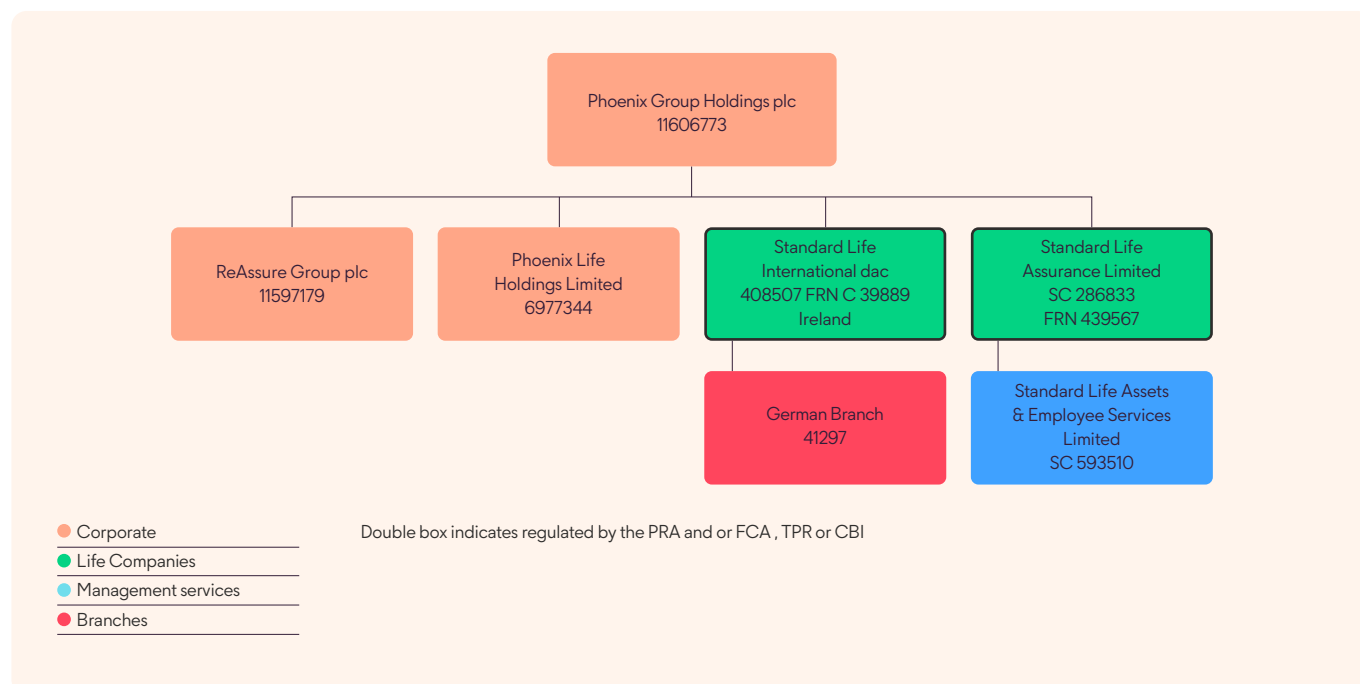 Phoenix Group Holdings plc
11606773
ReAssure Group plc
11597179
Phoenix Life
Holdings Limited
6977344
Standard Life
International dac
408507 FRN C 39889
Ireland
Standard Life
Assurance Limited
SC 286833
FRN 439567
German Branch
41297
Standard Life Assets
& Employee Services
Limited
SC 593510
Corporate
Life Companies
Management services
Branches
Double box indicates regulated by the PRA and or FCA , TPR or CBI